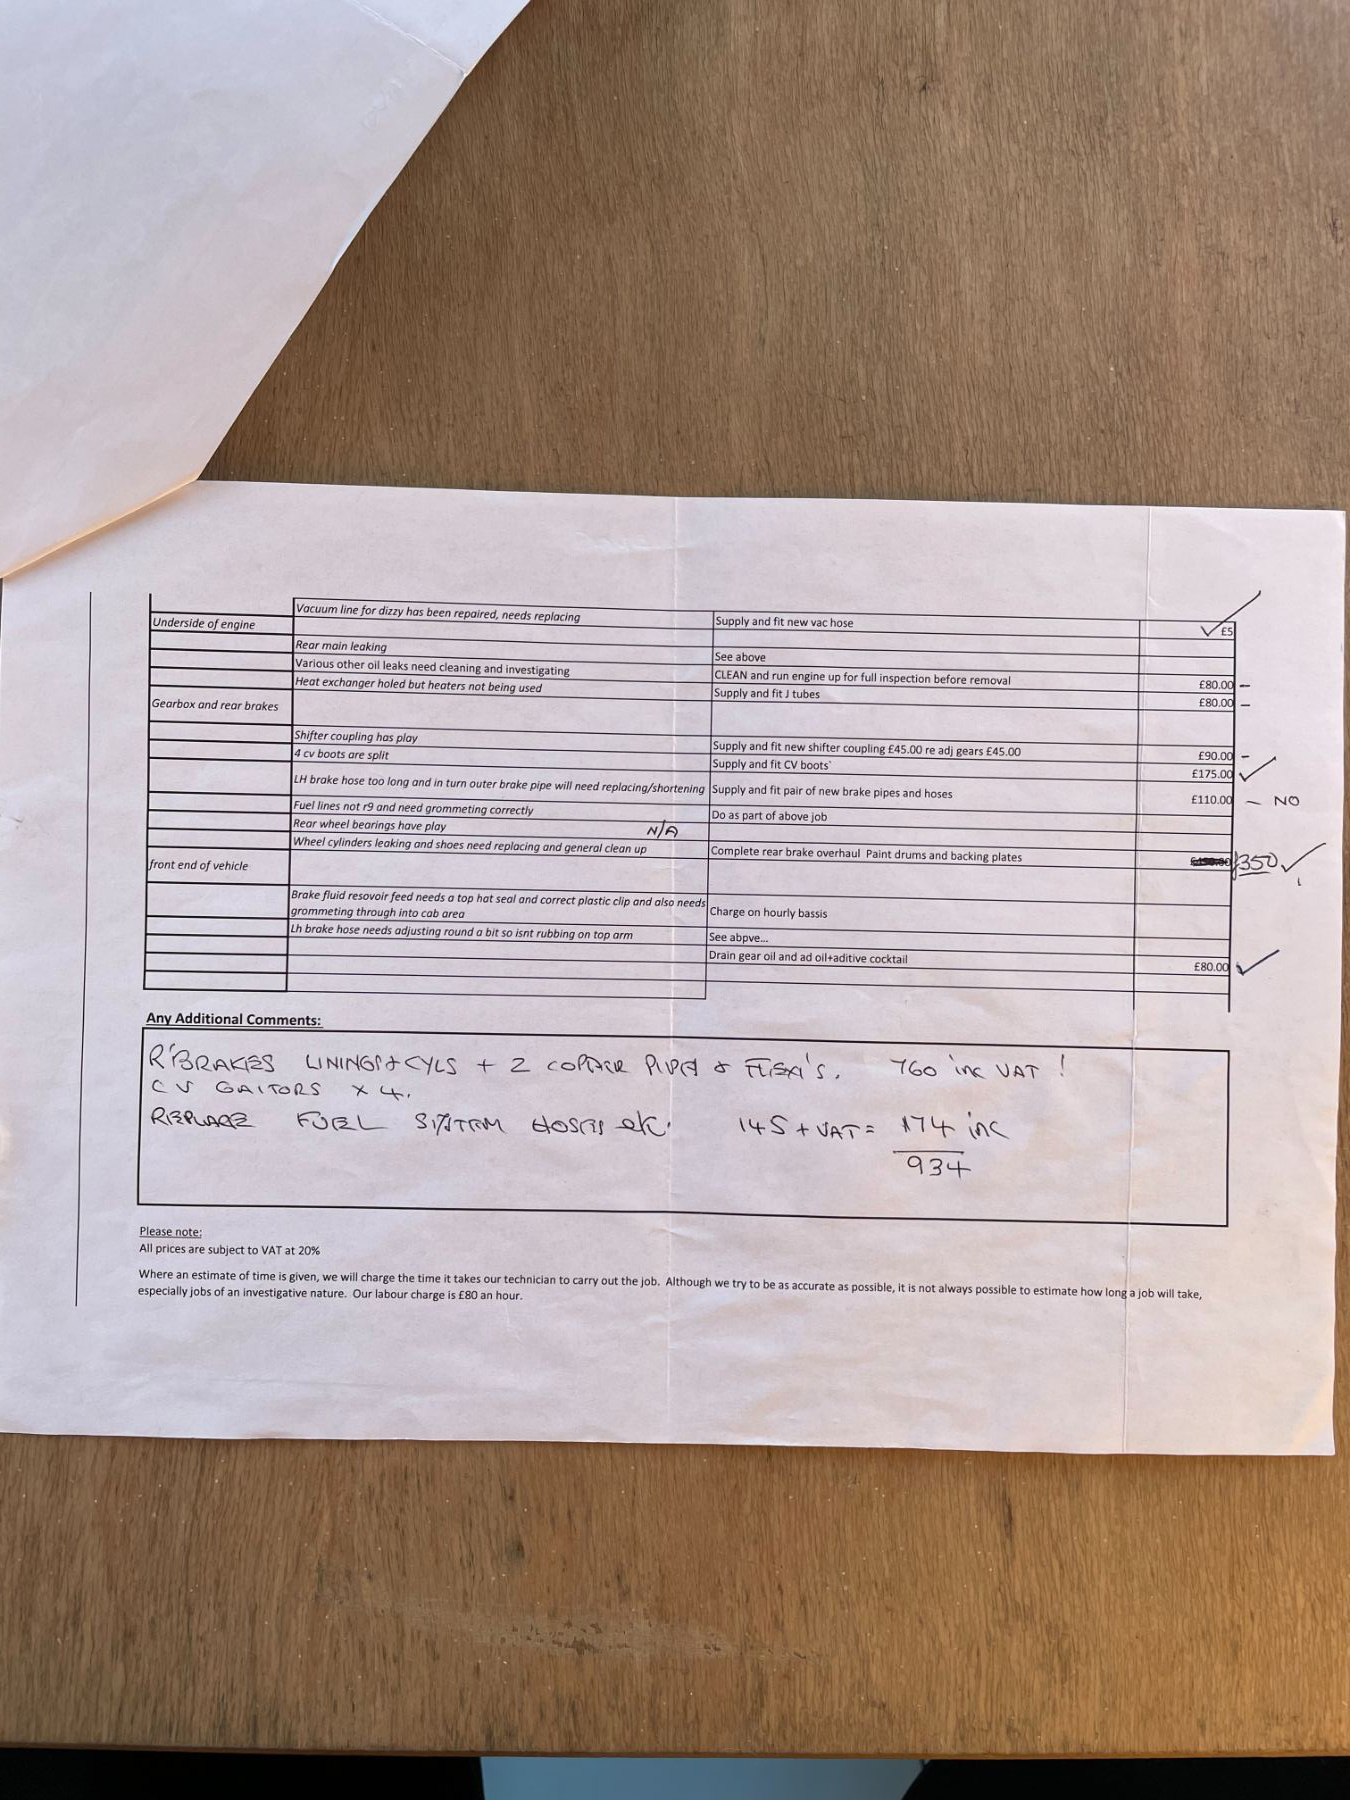 Vacuum line for dizzy has been repaired, needs replacing Supply and fit new vac hose £5
Underside of engine
Rear main leaking See above
Various other oil leaks need cleaning and investigating CLEAN and run engine up for full inspection before removal £80.00 –
Heat exchanger holed but heaters not being used Supply and fit J tubes £80.00 –
Gearbox and rear brakes
Shifter coupling has play Supply and fit new shifter coupling £45.00 re adj gears £45.00 £90.00 –
4 cv boots are split Supply and fit CV boots` £175.00 ✓
LH brake hose too long and in turn outer brake pipe will need replacing/shortening Supply and fit pair of new brake pipes and hoses £110.00 – NO
Fuel lines not r9 and need grommeting correctly Do as part of above job
Rear wheel bearings have play N/A
Wheel cylinders leaking and shoes need replacing and general clean up Complete rear brake overhaul Paint drums and backing plates £350 ✓
front end of vehicle
Brake fluid resovoir feed needs a top hat seal and correct plastic clip and also needs
grommeting through into cab area Charge on hourly bassis
Lh brake hose needs adjusting round a bit so isnt rubbing on top arm See abpve...
Drain gear oil and ad oil+aditive cocktail £80.00 ✓
Any Additional Comments:
R'BRAKES LININGS & CYLS + 2 COPPER PIPES & FLEXI'S. 760 inc VAT !
CV GAITORS x 4.
REPLACE FUEL SYSTEM HOSES etc. 145 + VAT = 174 inc
934
Please note:
All prices are subject to VAT at 20%
Where an estimate of time is given, we will charge the time it takes our technician to carry out the job. Although we try to be as accurate as possible, it is not always possible to estimate how long a job will take,
especially jobs of an investigative nature. Our labour charge is £80 an hour.